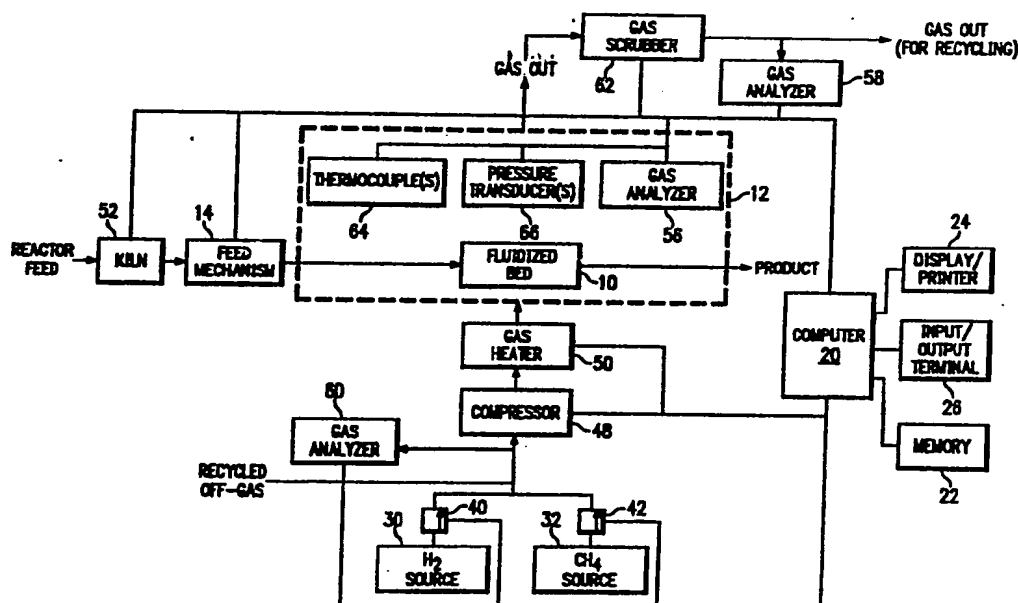 GAS
SCRUBBER
62
GAS OUT
(FOR RECYCLING)
GAS OUT
GAS
ANALYZER
58
THERMOCOUPLE(S)
64
PRESSURE
TRANSDUCER(S)
66
GAS
ANALYZER
56
12
52
14
REACTOR
FEED
KILN
FEED
MECHANISM
FLUIDIZED
BED
10
PRODUCT
24
DISPLAY/
PRINTER
COMPUTER
20
INPUT/
OUTPUT
TERMINAL
26
MEMORY
22
GAS
HEATER
50
COMPRESSOR
48
60
GAS
ANALYZER
RECYCLED
OFF-GAS
40
42
30
32
H2
SOURCE
CH4
SOURCE